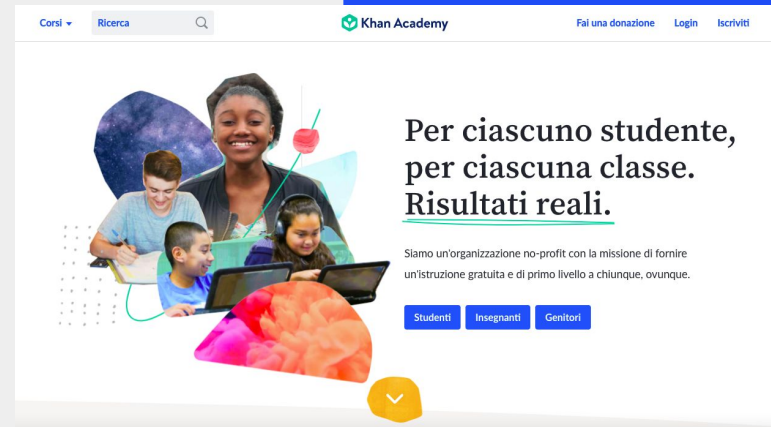 Corsi
Ricerca
Khan Academy
Fai una donazione
Login
Iscriviti
Per ciascuno studente,
per ciascuna classe.
Risultati reali.
Siamo un'organizzazione no-profit con la missione di fornire
un'istruzione gratuita e di primo livello a chiunque, ovunque.
Studenti
Insegnanti
Genitori